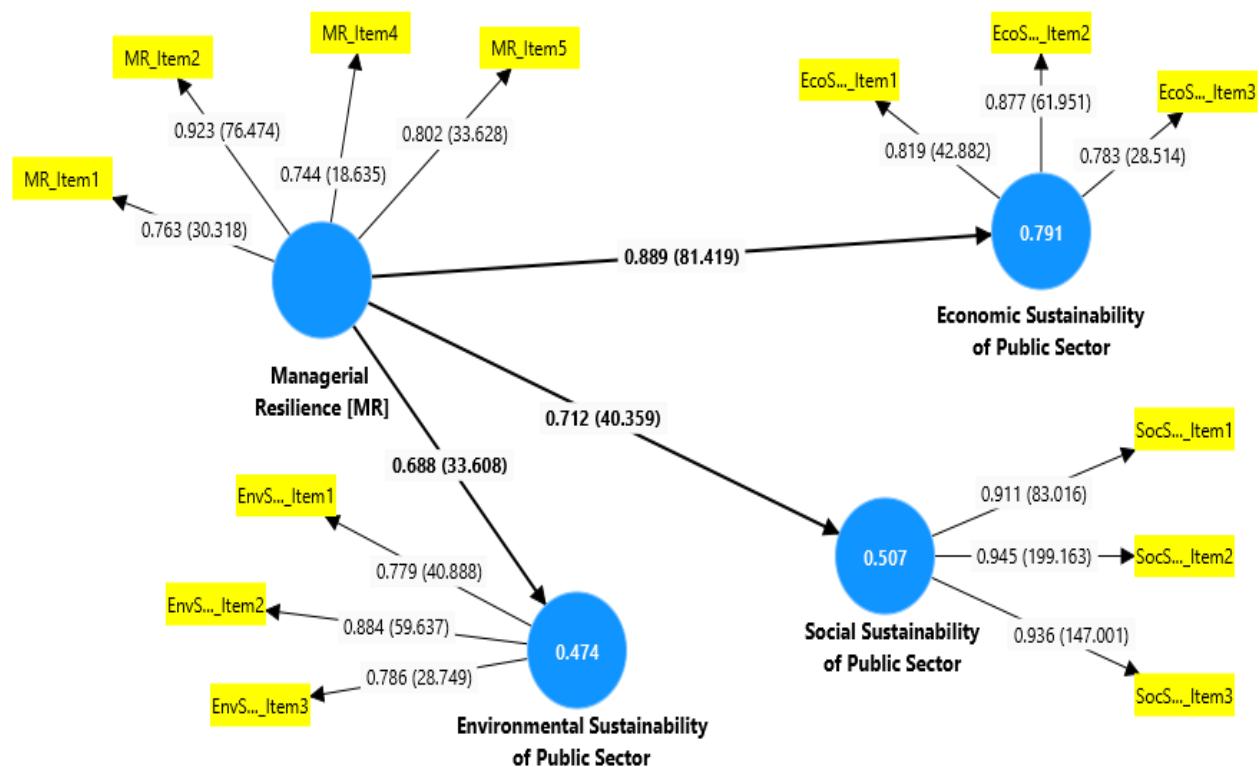 MR_Item1
MR_Item2
MR_Item4
MR_Item5
0.763 (30.318)
0.923 (76.474)
0.744 (18.635)
0.802 (33.628)
Managerial
Resilience [MR]
EcoS..._Item1
EcoS..._Item2
EcoS..._Item3
0.819 (42.882)
0.877 (61.951)
0.783 (28.514)
0.791
Economic Sustainability
of Public Sector
0.889 (81.419)
0.712 (40.359)
0.688 (33.608)
EnvS..._Item1
EnvS..._Item2
EnvS..._Item3
0.779 (40.888)
0.884 (59.637)
0.786 (28.749)
0.474
Environmental Sustainability
of Public Sector
SocS..._Item1
SocS..._Item2
SocS..._Item3
0.911 (83.016)
0.945 (199.163)
0.936 (147.001)
0.507
Social Sustainability
of Public Sector